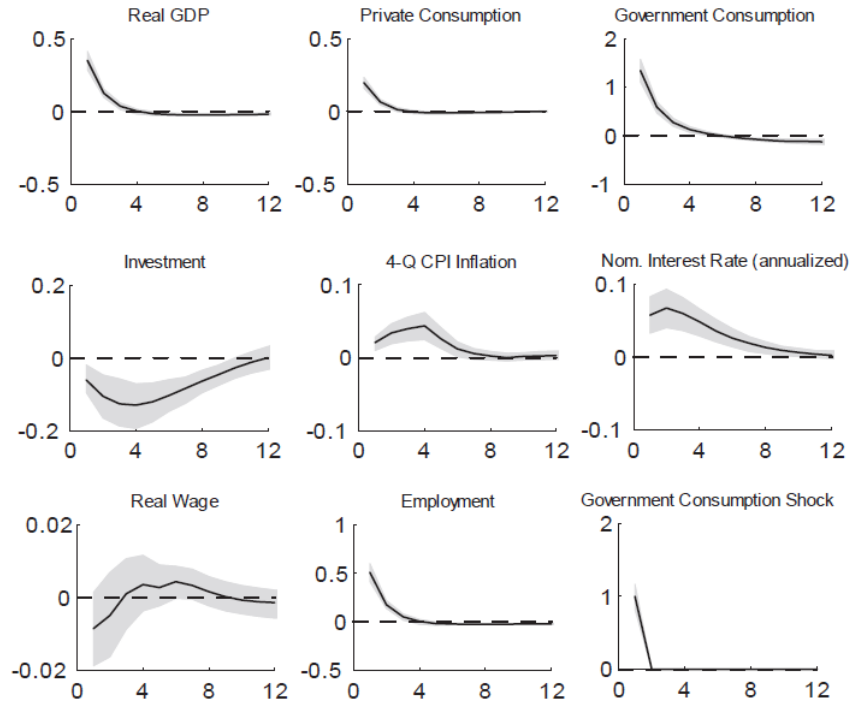 Real GDP
Private Consumption
Government Consumption
0.5
0
-0.5
0 4 8 12
0.5
0
-0.5
0 4 8 12
2
1
0
-1
0 4 8 12
Investment
4-Q CPI Inflation
Nom. Interest Rate (annualized)
0.2
0
-0.2
0 4 8 12
0.1
0
-0.1
0 4 8 12
0.1
0
-0.1
0 4 8 12
Real Wage
Employment
Government Consumption Shock
0.02
0
-0.02
0 4 8 12
1
0.5
0
-0.5
0 4 8 12
2
1
0
0 4 8 12